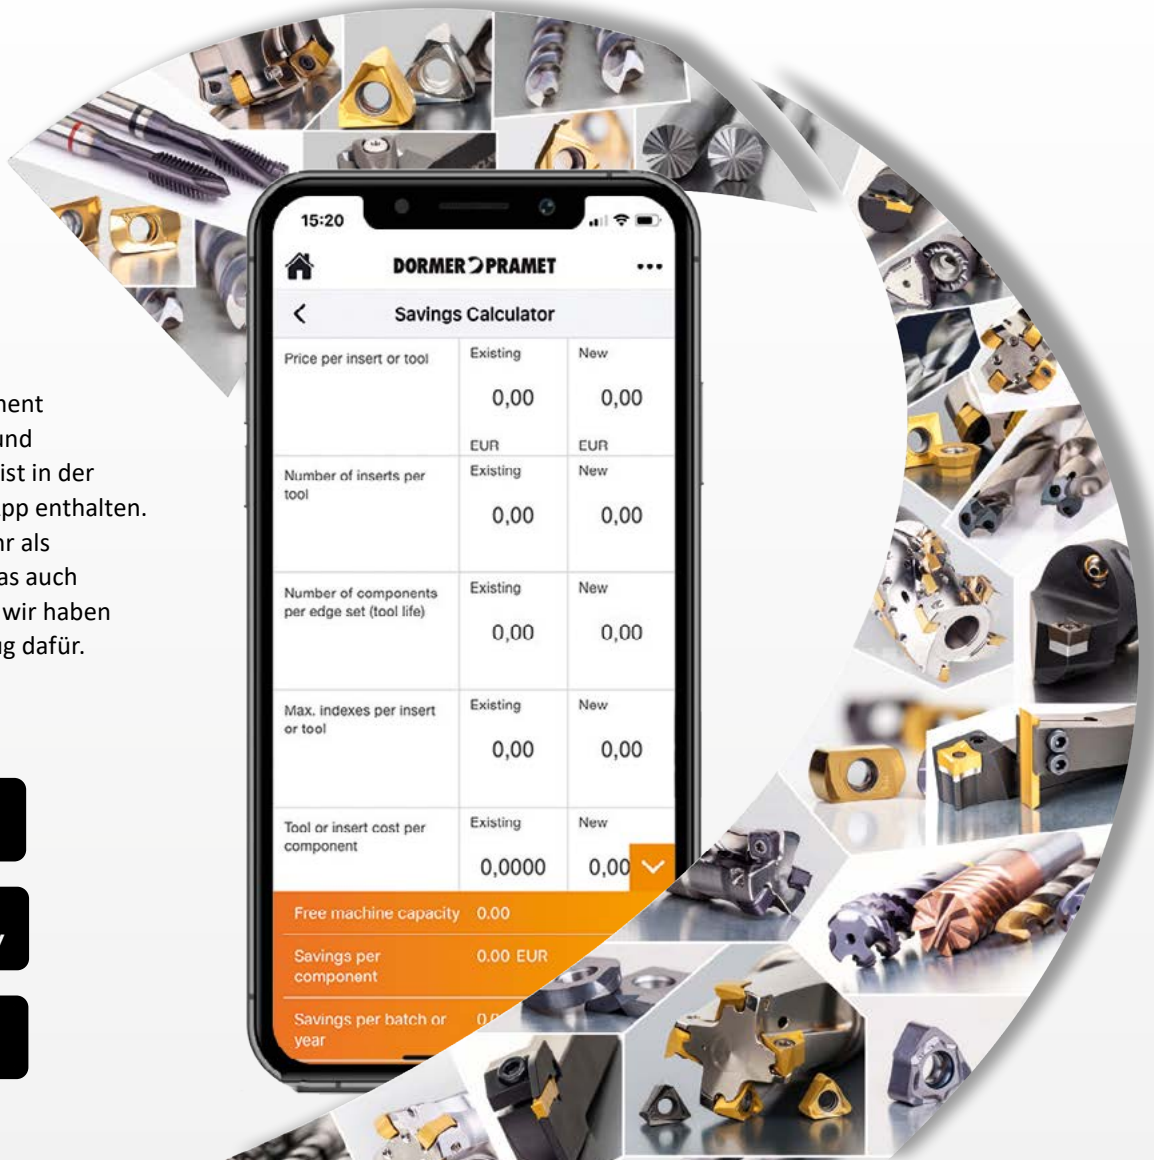 und
ist in der
enthalten.
als
auch
wir haben
dafür.
15:20
DORMER PRAMET
Savings Calculator
Price per insert or tool
Existing
New
0,00
0,00
EUR
EUR
Number of inserts per
tool
Existing
New
0,00
0,00
Number of components
per edge set (tool life)
Existing
New
0,00
0,00
Max. indexes per insert
or tool
Existing
New
0,00
0,00
Tool or insert cost per
component
Existing
New
0,0000
0,00
Free machine capacity 0.00
Savings per
component
0.00 EUR
Savings per batch or
year